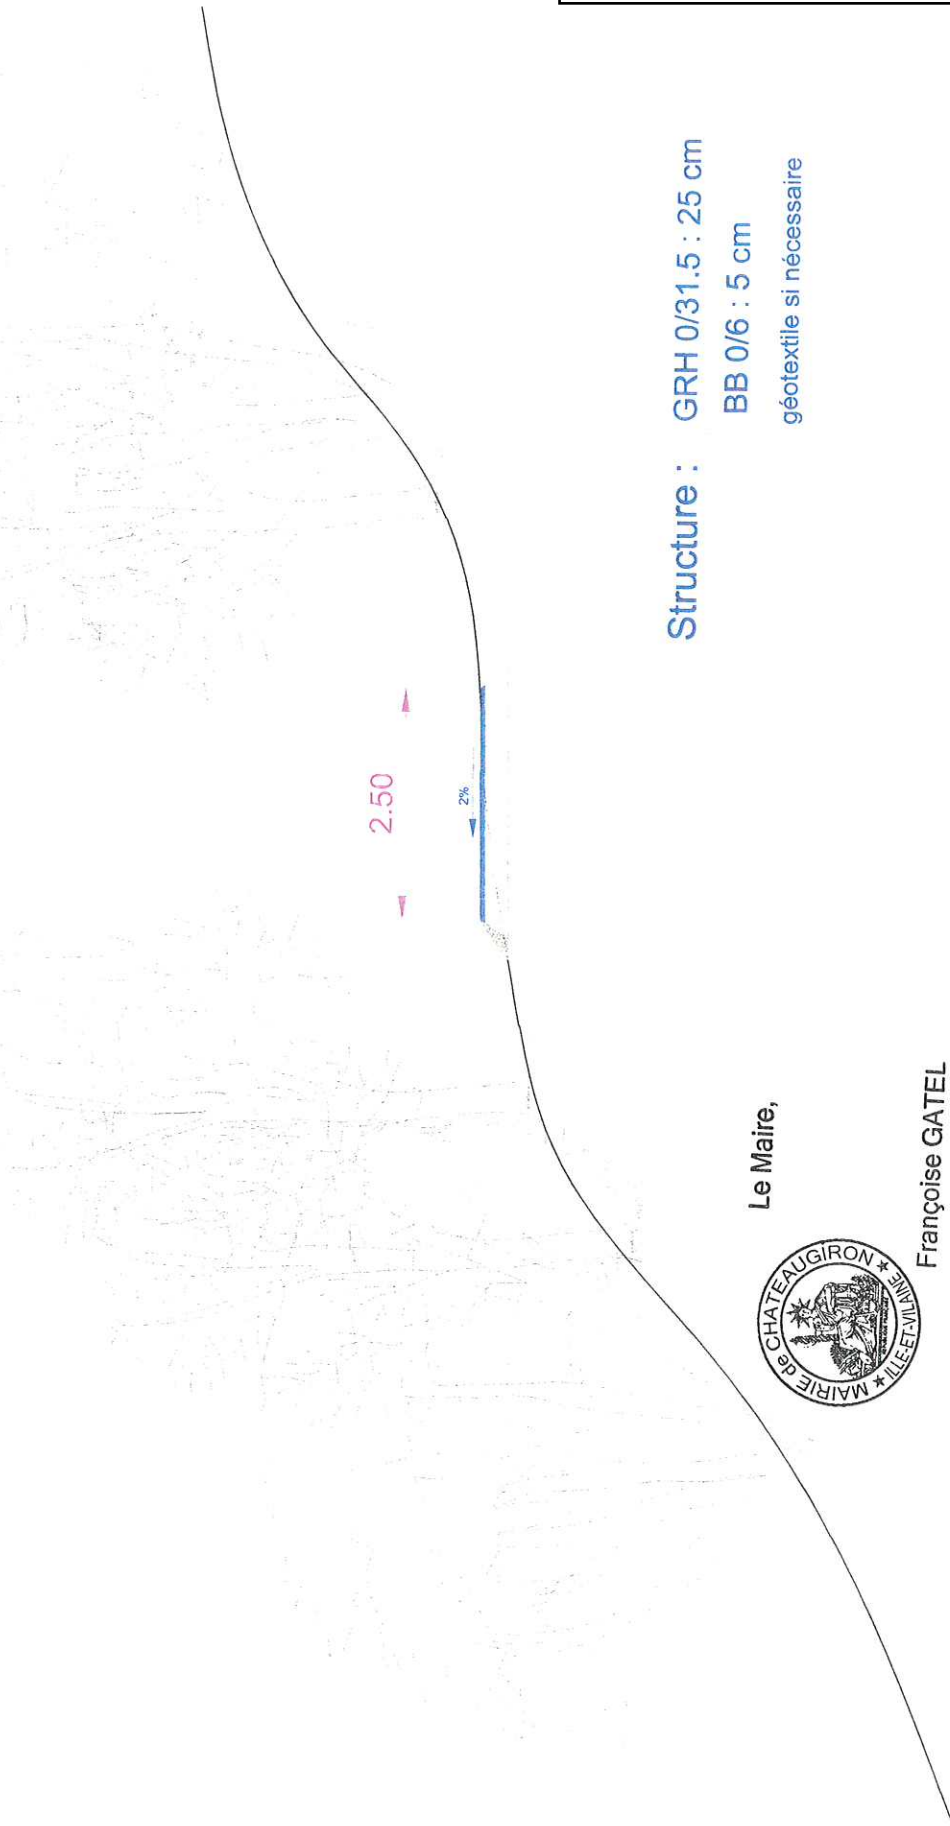 2.50
2%
Structure : GRH 0/31.5 : 25 cm
BB 0/6 : 5 cm
géotextile si nécessaire
Le Maire,
MAIRIE de CHATEAUGIRON
★ ILLE-ET-VILAINE ★
Françoise GATEL